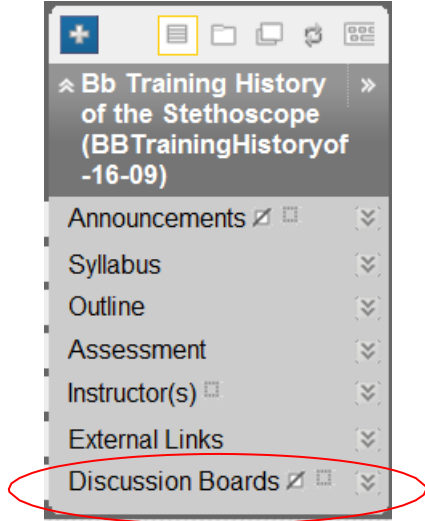 Bb Training History
of the Stethoscope
(BBTrainingHistoryof
-16-09)
Announcements
Syllabus
Outline
Assessment
Instructor(s)
External Links
Discussion Boards